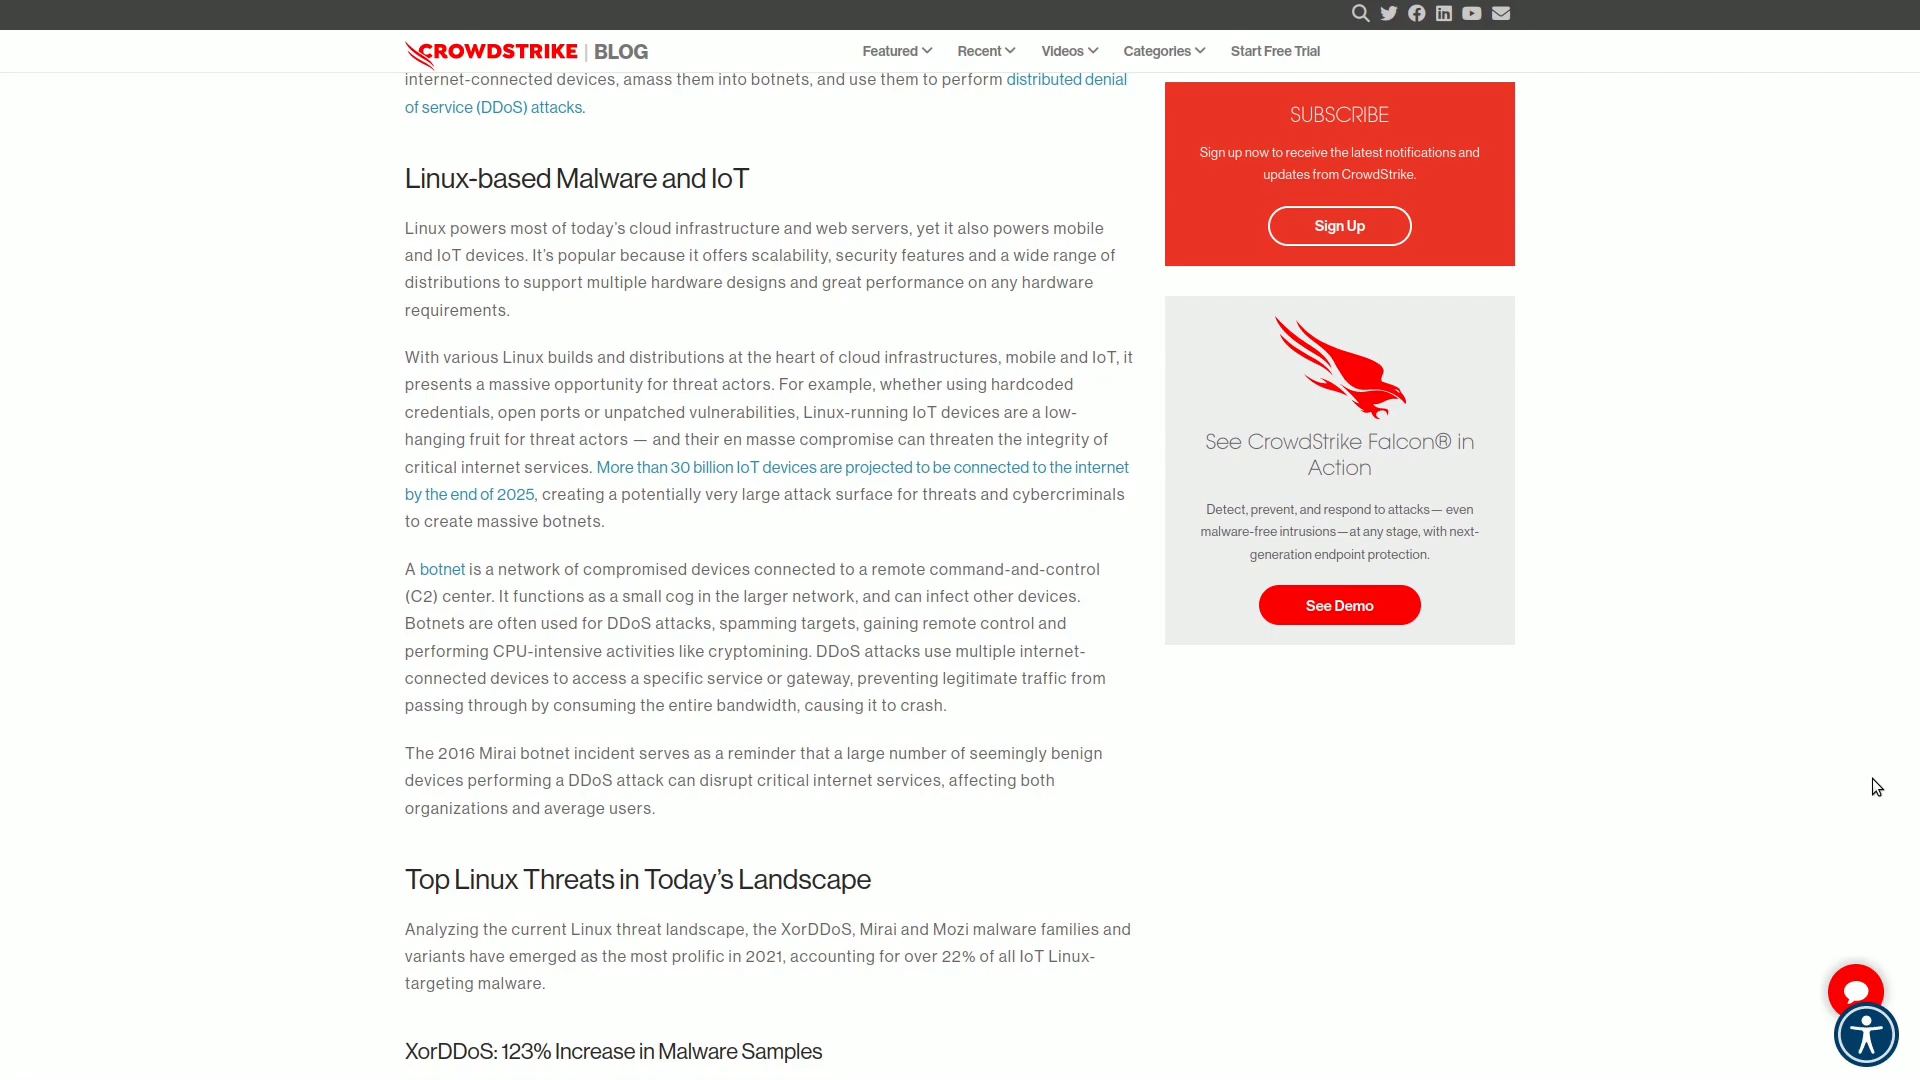 CROWDSTRIKE | BLOG
Featured
Recent
Videos
Categories
Start Free Trial
internet-connected devices, amass them into botnets, and use them to perform distributed denial
of service (DDoS) attacks.
Linux-based Malware and IoT
Linux powers most of today’s cloud infrastructure and web servers, yet it also powers mobile
and IoT devices. It’s popular because it offers scalability, security features and a wide range of
distributions to support multiple hardware designs and great performance on any hardware
requirements.
With various Linux builds and distributions at the heart of cloud infrastructures, mobile and IoT, it
presents a massive opportunity for threat actors. For example, whether using hardcoded
credentials, open ports or unpatched vulnerabilities, Linux-running IoT devices are a low-
hanging fruit for threat actors — and their en masse compromise can threaten the integrity of
critical internet services. More than 30 billion IoT devices are projected to be connected to the internet
by the end of 2025, creating a potentially very large attack surface for threats and cybercriminals
to create massive botnets.
A botnet is a network of compromised devices connected to a remote command-and-control
(C2) center. It functions as a small cog in the larger network, and can infect other devices.
Botnets are often used for DDoS attacks, spamming targets, gaining remote control and
performing CPU-intensive activities like cryptomining. DDoS attacks use multiple internet-
connected devices to access a specific service or gateway, preventing legitimate traffic from
passing through by consuming the entire bandwidth, causing it to crash.
The 2016 Mirai botnet incident serves as a reminder that a large number of seemingly benign
devices performing a DDoS attack can disrupt critical internet services, affecting both
organizations and average users.
Top Linux Threats in Today’s Landscape
Analyzing the current Linux threat landscape, the XorDDoS, Mirai and Mozi malware families and
variants have emerged as the most prolific in 2021, accounting for over 22% of all IoT Linux-
targeting malware.
XorDDoS: 123% Increase in Malware Samples
SUBSCRIBE
Sign up now to receive the latest notifications and
updates from CrowdStrike.
Sign Up
See CrowdStrike Falcon® in
Action
Detect, prevent, and respond to attacks— even
malware-free intrusions—at any stage, with next-
generation endpoint protection.
See Demo